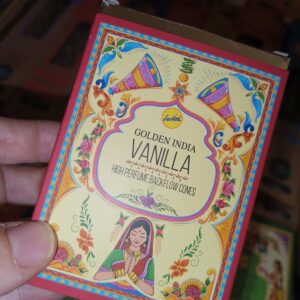 GOLDEN INDIA
VANILLA
HIGH PERFUME BACKFLOW CONES